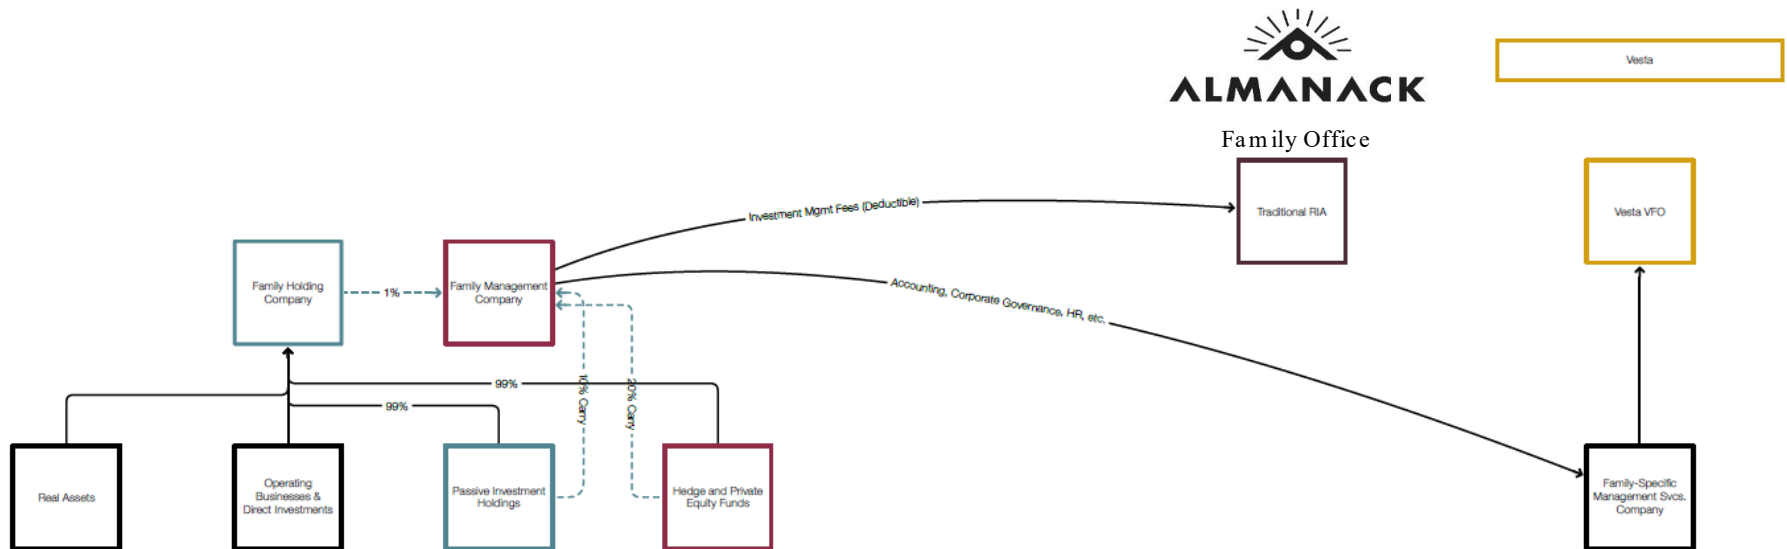 ALMANACK
Vesta
Family Office
Traditional RIA
Vesta VFO
Investment Mgmt Fees (Deductible)
Family Holding
Company
1%
Family Management
Company
Accounting, Corporate Governance, HR, etc.
99%
99%
10% Carry
20% Carry
Real Assets
Operating
Businesses &
Direct Investments
Passive Investment
Holdings
Hedge and Private
Equity Funds
Family-Specific
Management Svcs.
Company